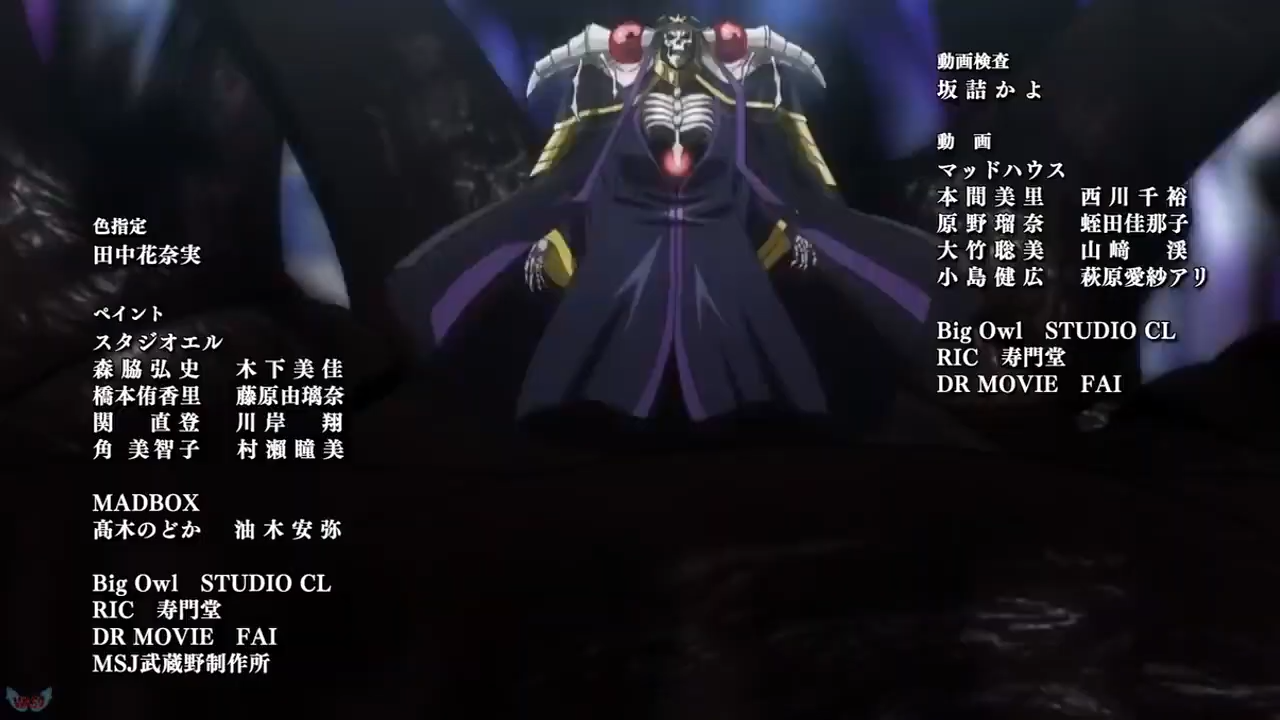 色指定
田中花奈実
ペイント
スタジオエル
森脇弘史 木下美佳
橋本侑香里 藤原由璃奈
関 直登 川岸 翔
角 美智子 村瀬瞳美
MADBOX
髙木のどか 油木安弥
Big Owl STUDIO CL
RIC 寿門堂
DR MOVIE FAI
MSJ武蔵野制作所
動画検査
坂詰かよ
動 画
マッドハウス
本間美里 西川千裕
原野瑠奈 蛭田佳那子
大竹聡美 山﨑 渓
小島健広 萩原愛紗アリ
Big Owl STUDIO CL
RIC 寿門堂
DR MOVIE FAI